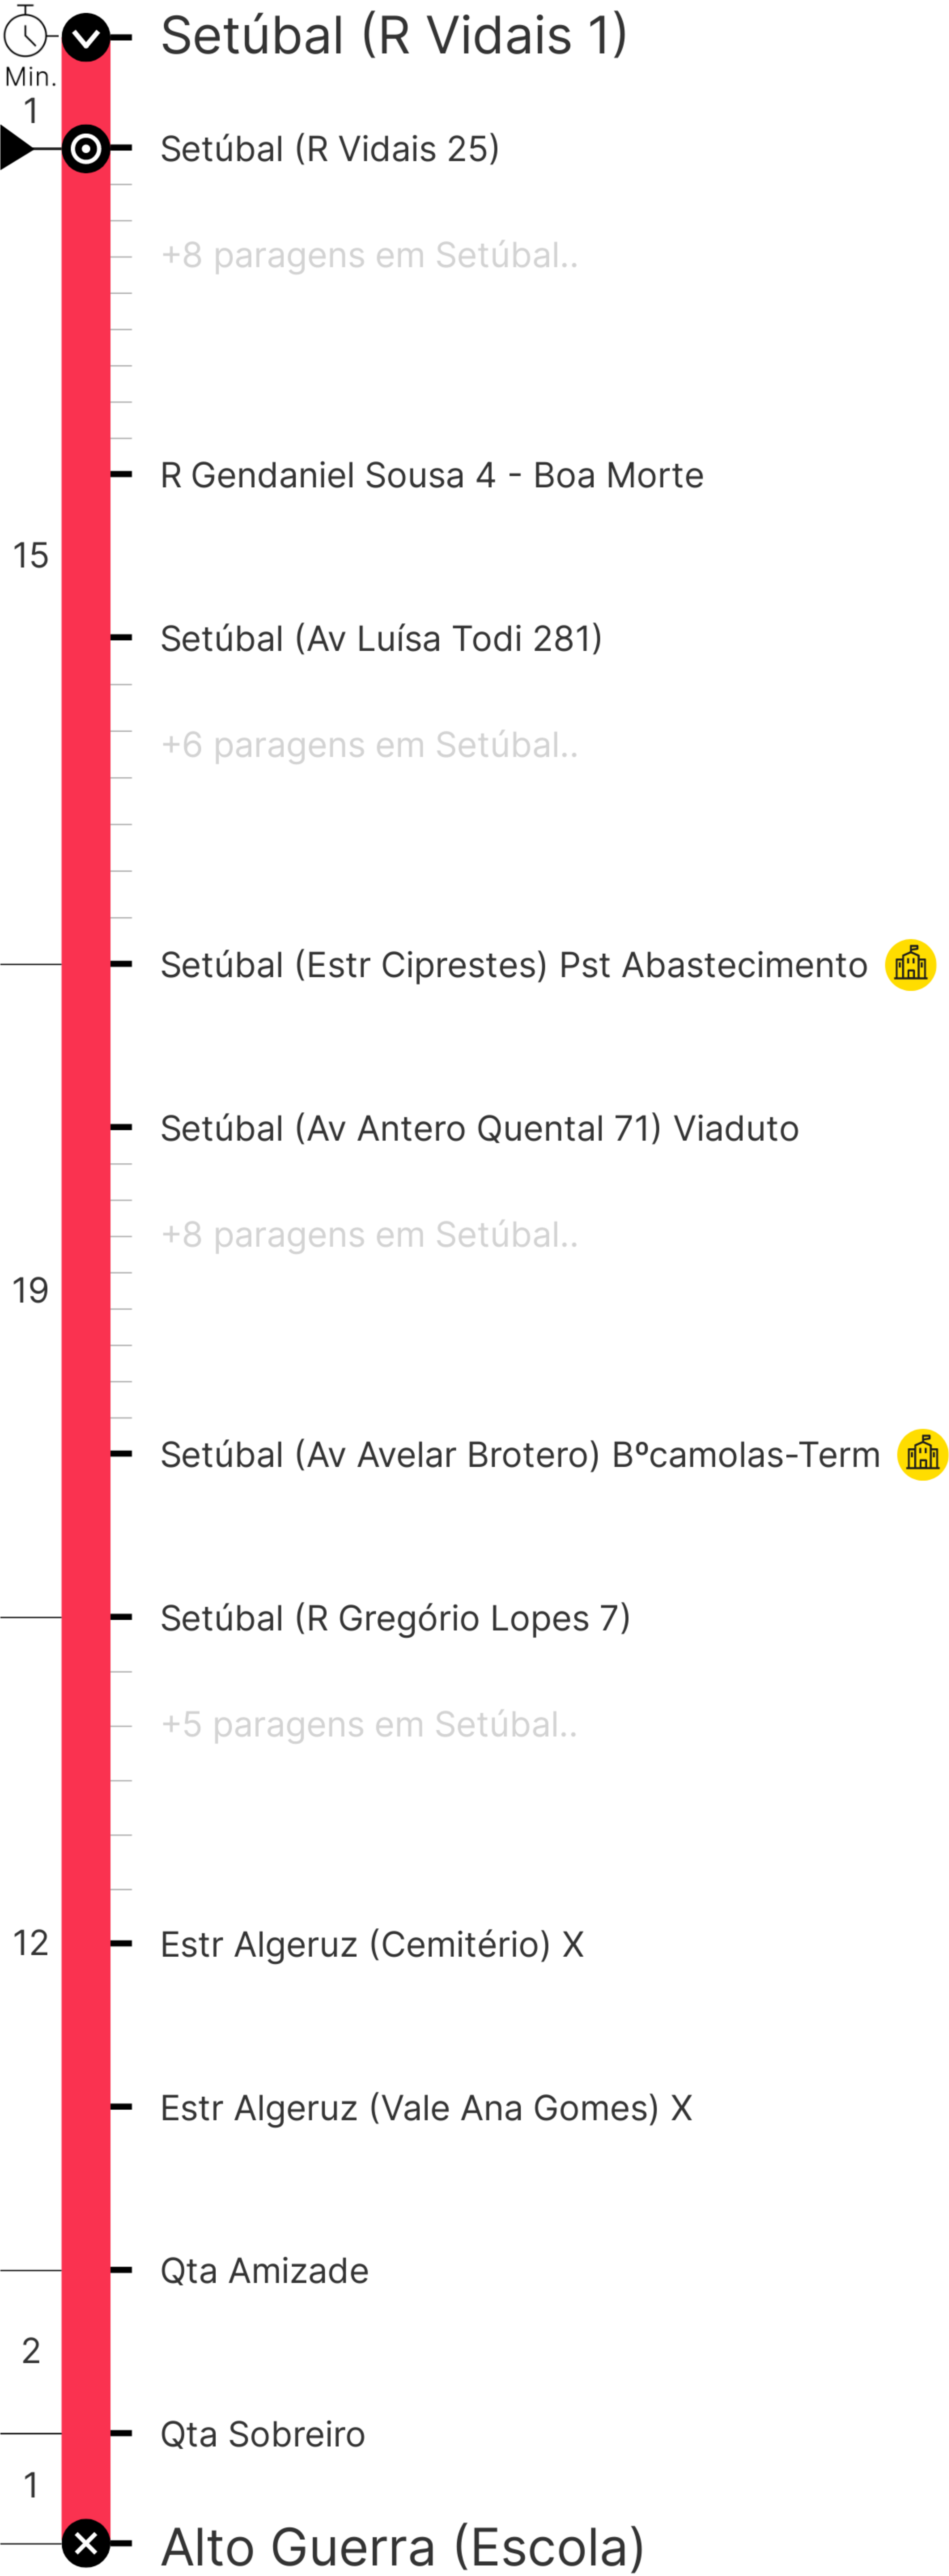 Setúbal (R Vidais 1)
Min.
1
Setúbal (R Vidais 25)
+8 paragens em Setúbal..
R Gendaniel Sousa 4 - Boa Morte
15
Setúbal (Av Luísa Todi 281)
+6 paragens em Setúbal..
Setúbal (Estr Ciprestes) Pst Abastecimento
Setúbal (Av Antero Quental 71) Viaduto
+8 paragens em Setúbal..
19
Setúbal (Av Avelar Brotero) Bºcamolas-Term
Setúbal (R Gregório Lopes 7)
+5 paragens em Setúbal..
12
Estr Algeruz (Cemitério) X
Estr Algeruz (Vale Ana Gomes) X
Qta Amizade
2
Qta Sobreiro
1
Alto Guerra (Escola)